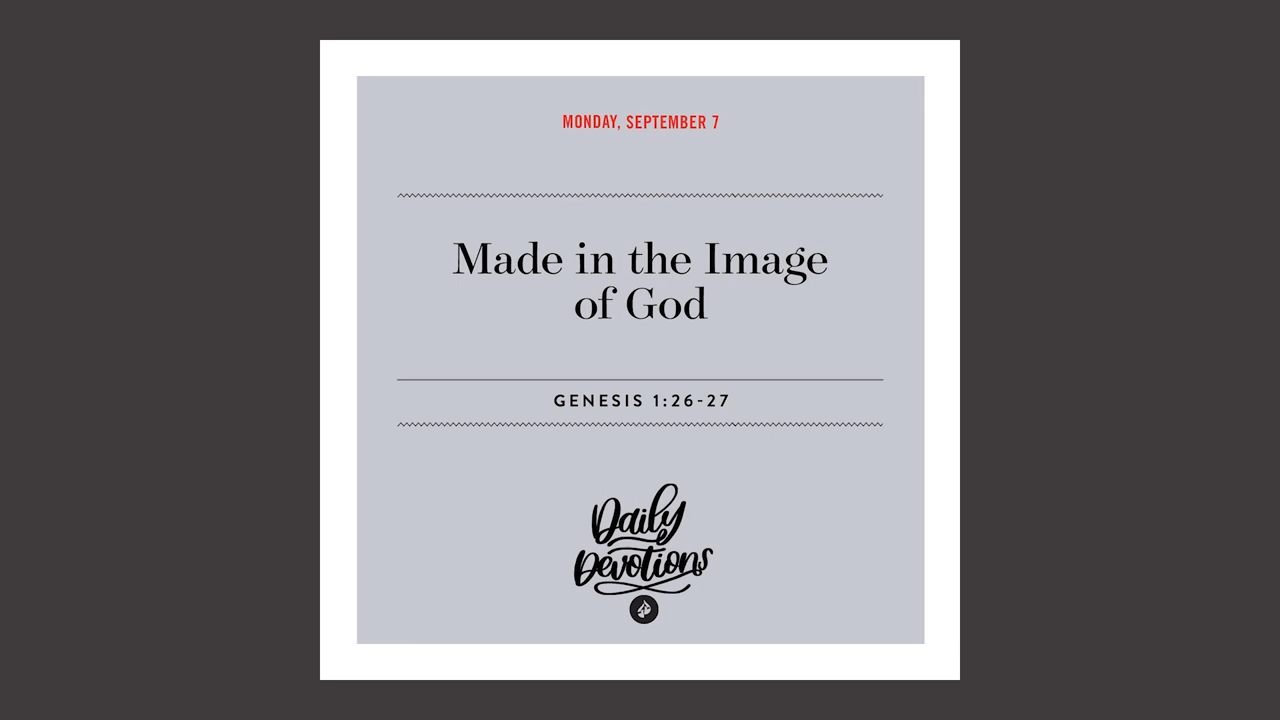 MONDAY, SEPTEMBER 7
Made in the Image
of God
GENESIS 1:26-27
Daily
Devotions